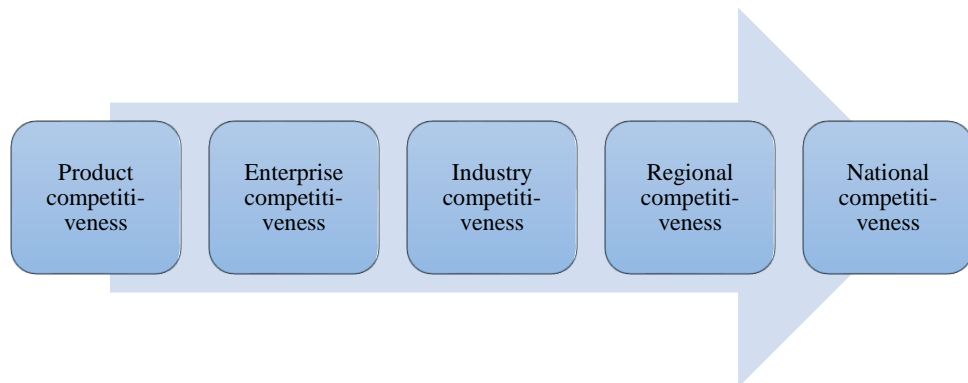 Product
competiti-
veness
Enterprise
competiti-
veness
Industry
competiti-
veness
Regional
competiti-
veness
National
competiti-
veness